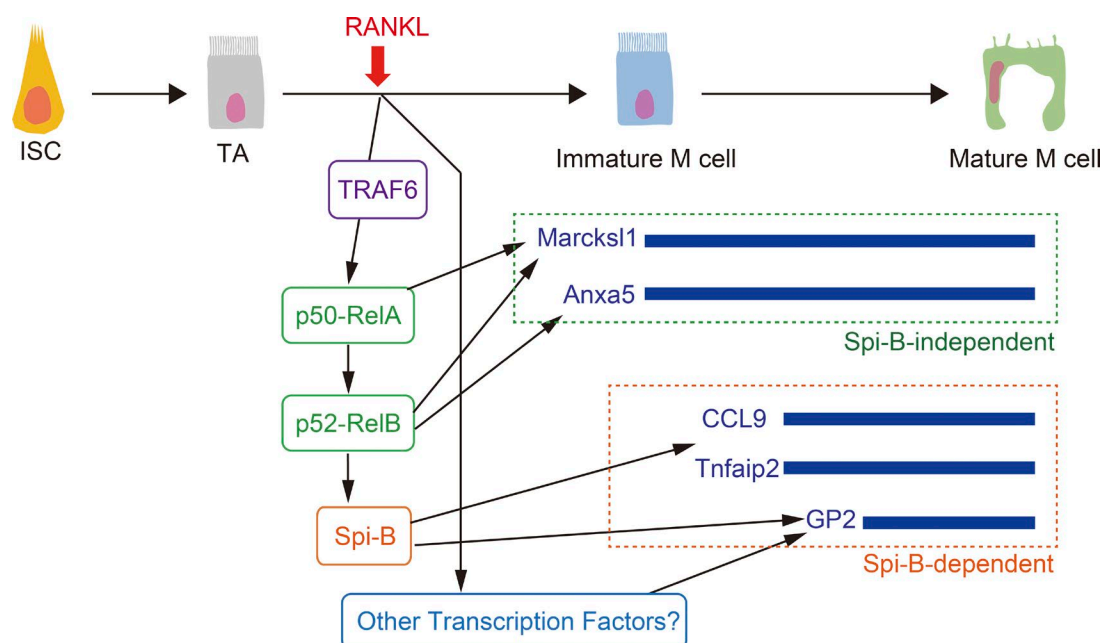 RANKL
ISC
TA
Immature M cell
Mature M cell
TRAF6
Marcksl1
p50-RelA
Anxa5
Spi-B-independent
p52-RelB
CCL9
Tnfaip2
Spi-B
GP2
Spi-B-dependent
Other Transcription Factors?